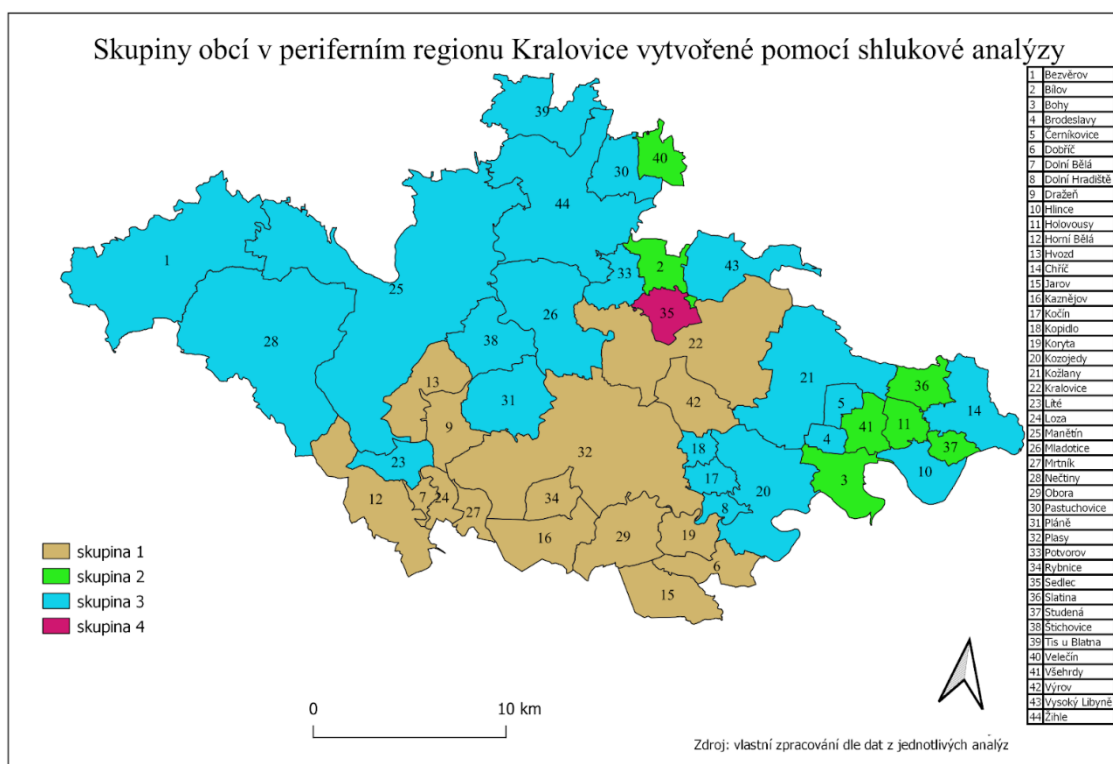 Skupiny obcí v periferním regionu Kralovice vytvořené pomocí shlukové analýzy
1 Bezvěrov
2 Bílov
3 Bohy
4 Brodeslavy
5 Černíkovice
6 Dobříč
7 Dolní Bělá
8 Dolní Hradiště
9 Dražeň
10 Hlince
11 Holovousy
12 Horní Bělá
13 Hvozd
14 Chříč
15 Jarov
16 Kaznějov
17 Kočín
18 Kopidlo
19 Koryta
20 Kozojedy
21 Kožlany
22 Kralovice
23 Líté
24 Loza
25 Manětín
26 Mladotice
27 Mrtník
28 Nečtiny
29 Obora
30 Pastuchovice
31 Pláně
32 Plasy
33 Potvorov
34 Rybnice
35 Sedlec
36 Slatina
37 Studená
38 Štichovice
39 Tis u Blatna
40 Velečín
41 Všehrdy
42 Výrov
43 Vysoký Libyně
44 Žihle
39
40
30
44
1
2
43
33
25
26
35
28
38
22
21
13
36
31
5
14
42
9
41
11
4
37
32
18
23
10
17
3
20
12
7
24
34
8
27
16
29
19
6
15
skupina 1
skupina 2
skupina 3
skupina 4
0 10 km
Zdroj: vlastní zpracování dle dat z jednotlivých analýz